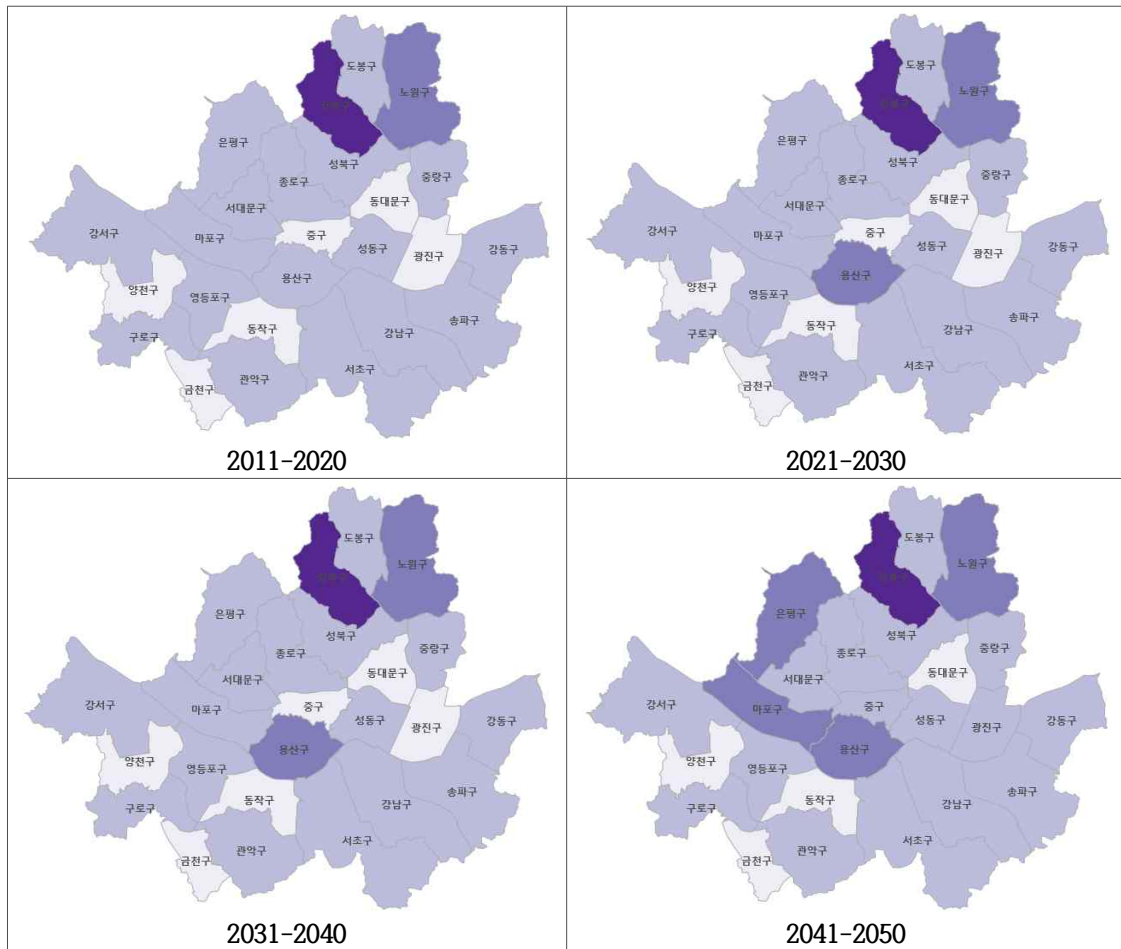 도봉구
노원구
강북구
은평구
성북구
중랑구
종로구
동대문구
서대문구
강서구
마포구
중구
성동구
광진구
강동구
용산구
양천구
영등포구
송파구
동작구
강남구
구로구
서초구
관악구
금천구
2011-2020
도봉구
노원구
강북구
은평구
성북구
중랑구
종로구
동대문구
서대문구
강서구
마포구
중구
성동구
광진구
강동구
용산구
양천구
영등포구
송파구
동작구
강남구
구로구
서초구
관악구
금천구
2021-2030
도봉구
노원구
강북구
은평구
성북구
중랑구
종로구
동대문구
서대문구
강서구
마포구
중구
성동구
광진구
강동구
용산구
양천구
영등포구
송파구
동작구
강남구
구로구
서초구
관악구
금천구
2031-2040
도봉구
노원구
강북구
은평구
성북구
중랑구
종로구
동대문구
서대문구
강서구
마포구
중구
성동구
광진구
강동구
용산구
양천구
영등포구
송파구
동작구
강남구
구로구
서초구
관악구
금천구
2041-2050